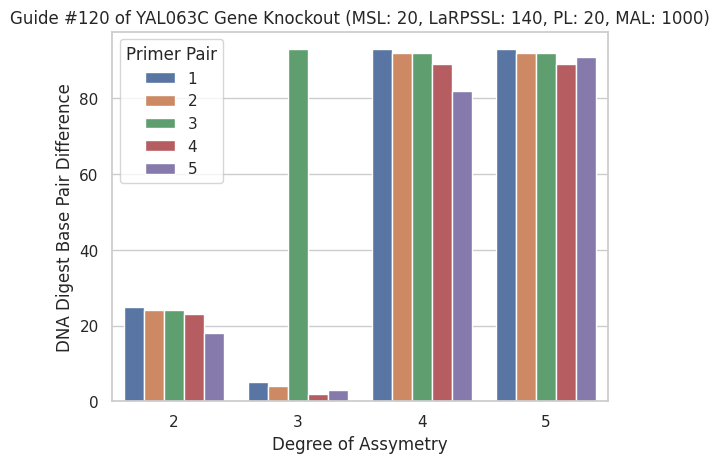 Guide #120 of YAL063C Gene Knockout (MSL: 20, LaRPSSL: 140, PL: 20, MAL: 1000)
Primer Pair
1
2
3
4
5
DNA Digest Base Pair Difference
80
60
40
20
0
2 3 4 5
Degree of Assymetry